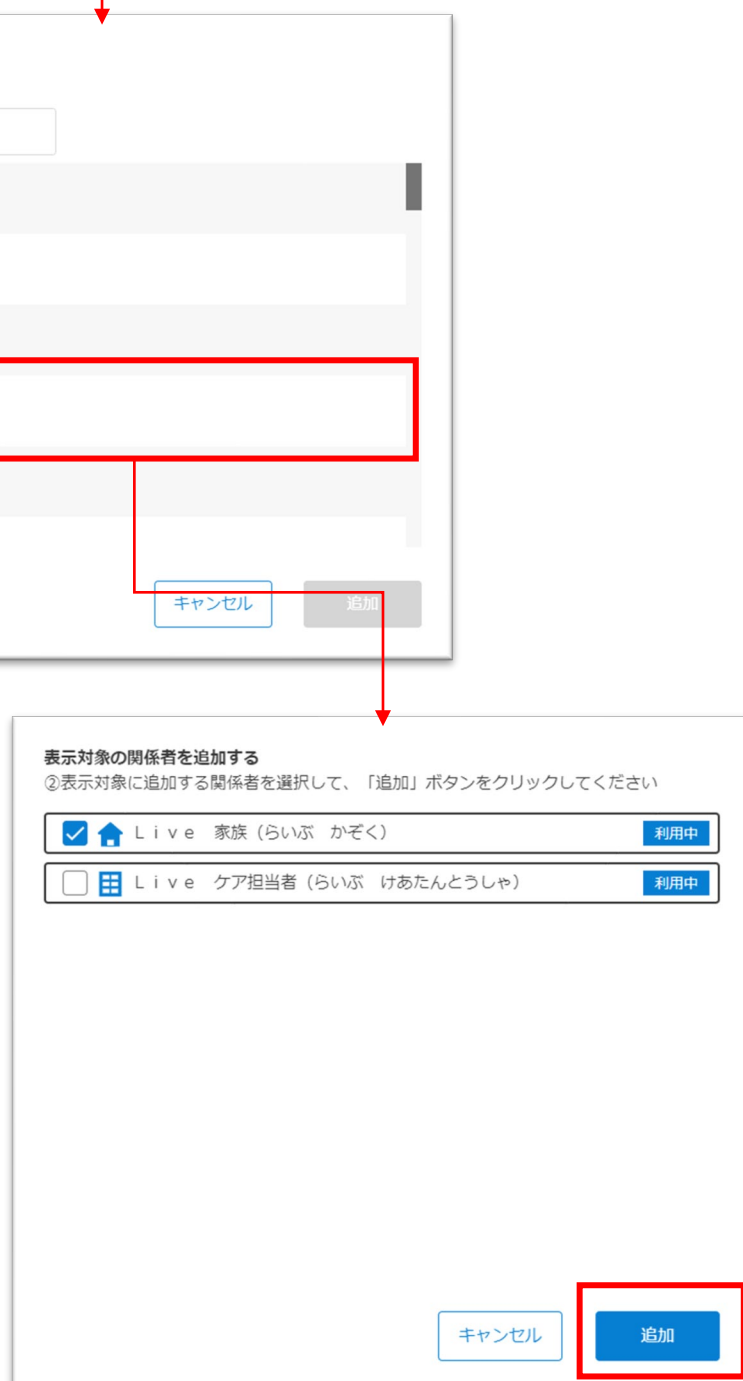 キャンセル 追加
表示対象の関係者を追加する
②表示対象に追加する関係者を選択して、「追加」ボタンをクリックしてください
Ｌｉｖｅ　家族（らいぶ　かぞく） 利用中
Ｌｉｖｅ　ケア担当者（らいぶ　けあたんとうしゃ） 利用中
キャンセル 追加